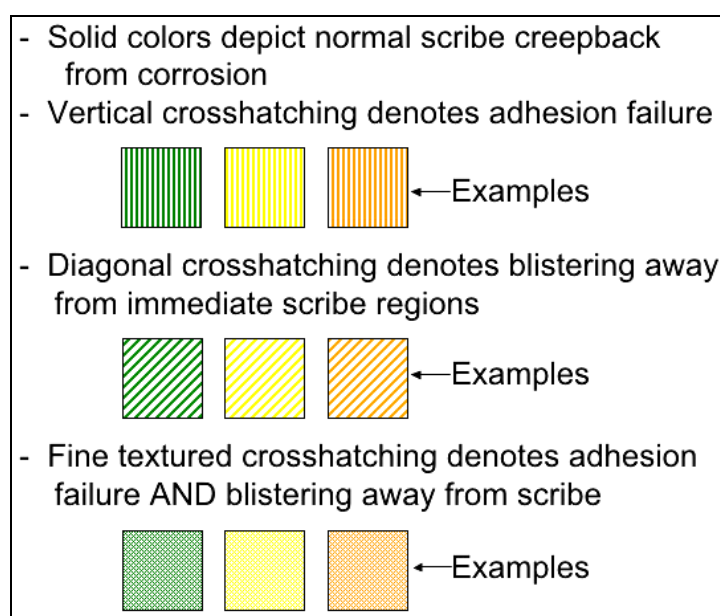 - Solid colors depict normal scribe creepback
from corrosion
- Vertical crosshatching denotes adhesion failure
Examples
- Diagonal crosshatching denotes blistering away
from immediate scribe regions
Examples
- Fine textured crosshatching denotes adhesion
failure AND blistering away from scribe
Examples